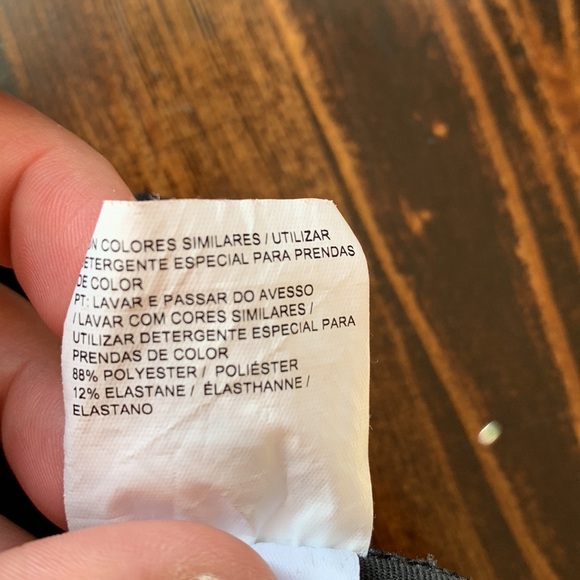 COLORES SIMILARES / UTILIZAR
DETERGENTE ESPECIAL PARA PRENDAS
DE COLOR
PT: LAVAR E PASSAR DO AVESSO
/ LAVAR COM CORES SIMILARES /
UTILIZAR DETERGENTE ESPECIAL PARA
PRENDAS DE COLOR
88% POLYESTER / POLIÉSTER
12% ELASTANE / ÉLASTHANNE /
ELASTANO